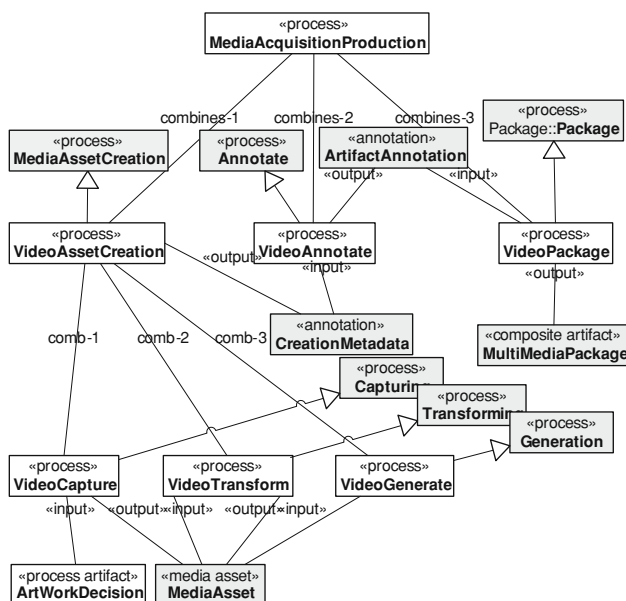 «process»
MediaAcquisitionProduction
combines-1
combines-2
combines-3
«process»
Package::Package
«process»
MediaAssetCreation
«process»
Annotate
«annotation»
ArtifactAnnotation
«output»
«input»
«process»
VideoAssetCreation
«process»
VideoAnnotate
«process»
VideoPackage
«output»
«input»
«output»
comb-1
comb-2
comb-3
«annotation»
CreationMetadata
«composite artifact»
MultiMediaPackage
«process»
Capturing
«process»
Transforming
«process»
Generation
«process»
VideoCapture
«process»
VideoTransform
«process»
VideoGenerate
«input»
«output»
«input»
«output»
«input»
«process artifact»
ArtWorkDecision
«media asset»
MediaAsset